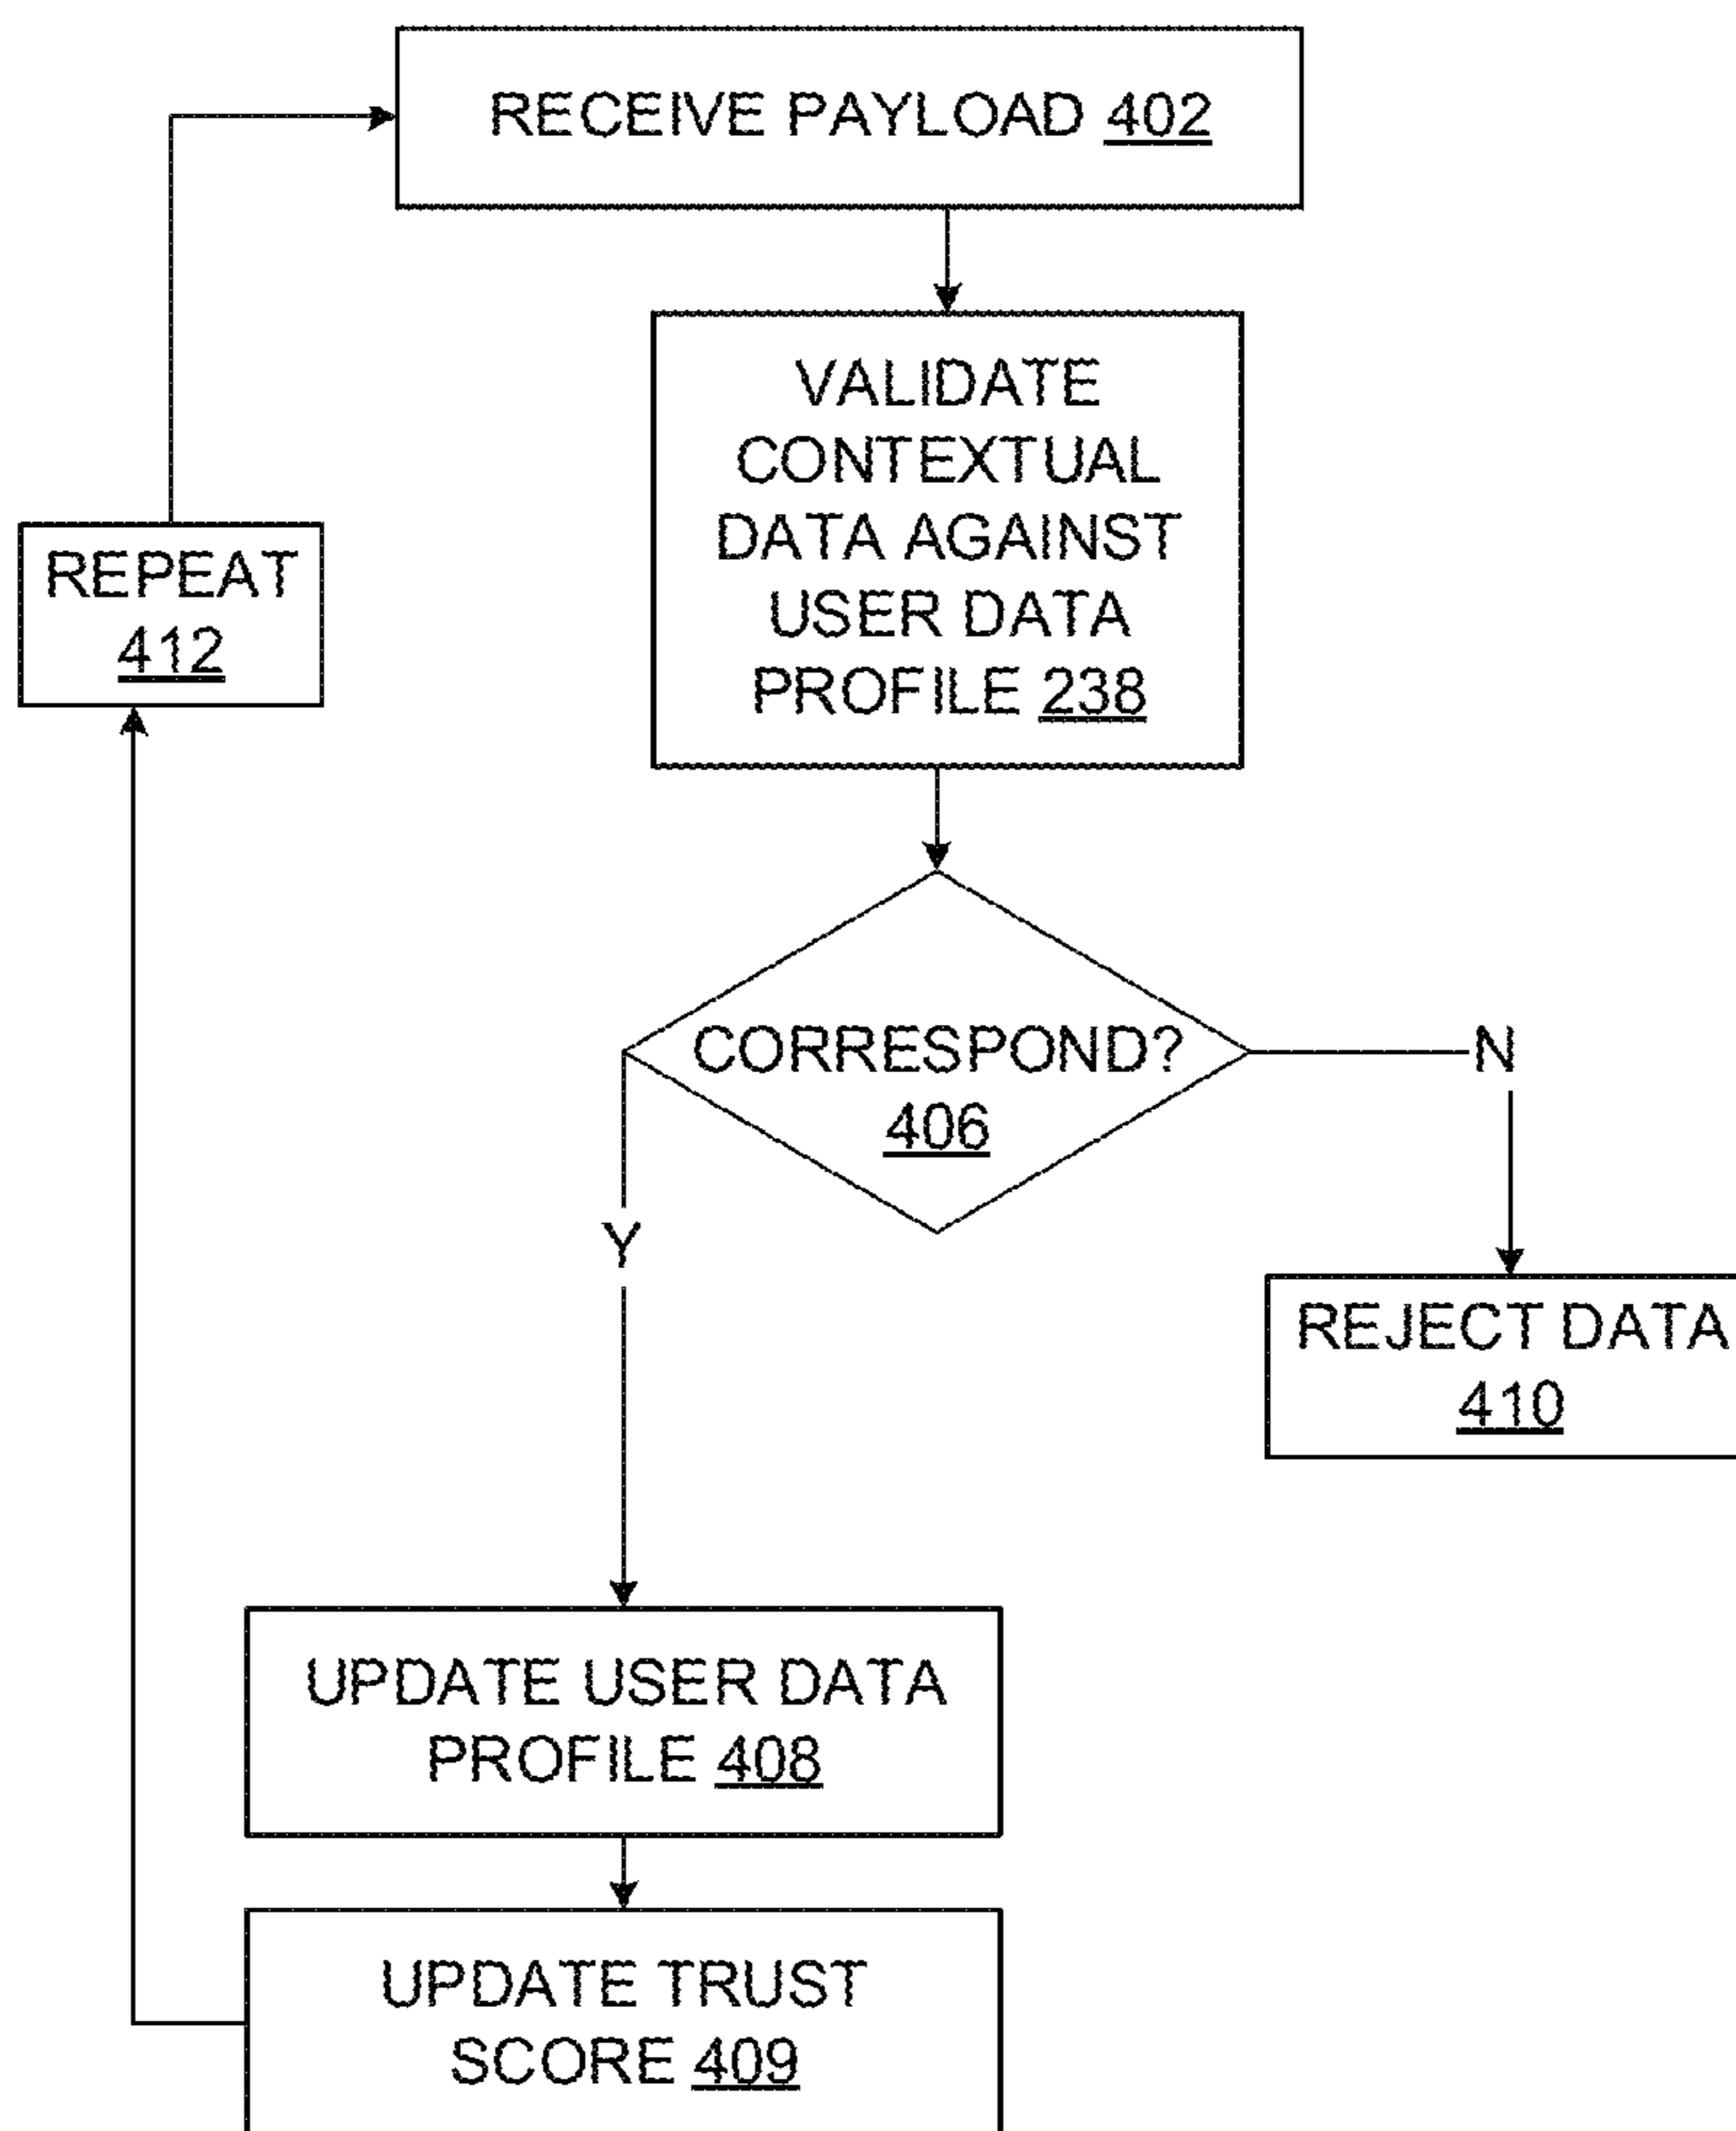 RECEIVE PAYLOAD 402
VALIDATE
CONTEXTUAL
DATA AGAINST
USER DATA
PROFILE 238
REPEAT
412
CORRESPOND?
406
N
Y
REJECT DATA
410
UPDATE USER DATA
PROFILE 408
UPDATE TRUST
SCORE 409